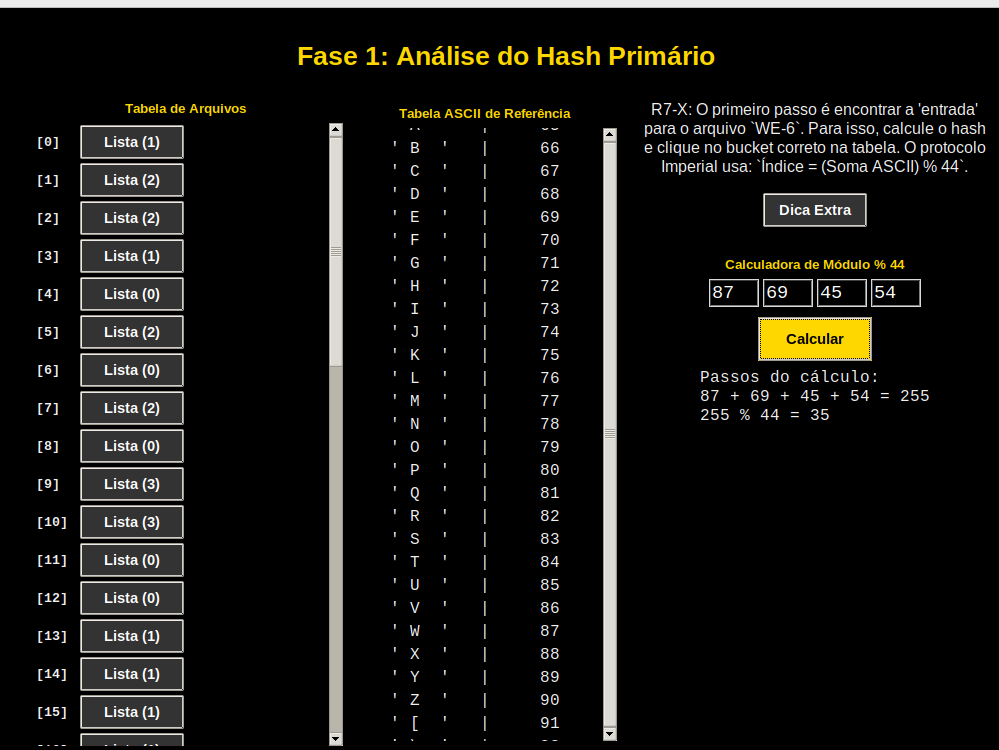 Fase 1: Análise do Hash Primário
Tabela de Arquivos
[0] Lista (1)
[1] Lista (2)
[2] Lista (2)
[3] Lista (1)
[4] Lista (0)
[5] Lista (2)
[6] Lista (0)
[7] Lista (2)
[8] Lista (0)
[9] Lista (3)
[10] Lista (3)
[11] Lista (0)
[12] Lista (0)
[13] Lista (1)
[14] Lista (1)
[15] Lista (1)
Tabela ASCII de Referência
' B ' | 66
' C ' | 67
' D ' | 68
' E ' | 69
' F ' | 70
' G ' | 71
' H ' | 72
' I ' | 73
' J ' | 74
' K ' | 75
' L ' | 76
' M ' | 77
' N ' | 78
' O ' | 79
' P ' | 80
' Q ' | 81
' R ' | 82
' S ' | 83
' T ' | 84
' U ' | 85
' V ' | 86
' W ' | 87
' X ' | 88
' Y ' | 89
' Z ' | 90
' [ ' | 91
R7-X: O primeiro passo é encontrar a 'entrada'
para o arquivo `WE-6`. Para isso, calcule o hash
e clique no bucket correto na tabela. O protocolo
Imperial usa: `Índice = (Soma ASCII) % 44`.
Dica Extra
Calculadora de Módulo % 44
87 69 45 54
Calcular
Passos do cálculo:
87 + 69 + 45 + 54 = 255
255 % 44 = 35